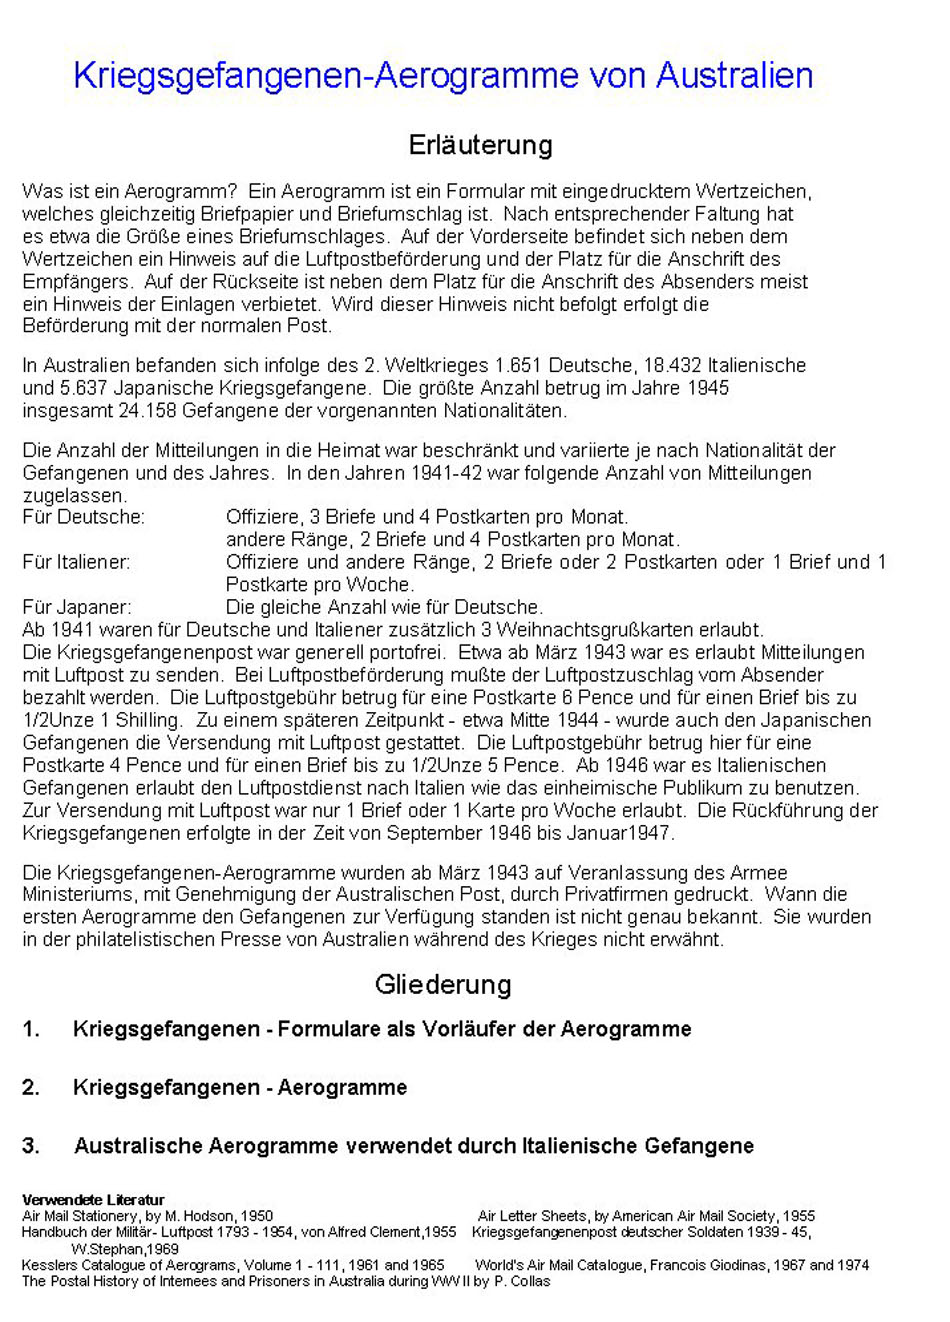 Kriegsgefangenen-Aerogramme von Australien
Erläuterung
Was ist ein Aerogramm?  Ein Aerogramm ist ein Formular mit eingedrucktem Wertzeichen,
welches gleichzeitig Briefpapier und Briefumschlag ist.  Nach entsprechender Faltung hat
es etwa die Größe eines Briefumschlages.  Auf der Vorderseite befindet sich neben dem
Wertzeichen ein Hinweis auf die Luftpostbeförderung und der Platz für die Anschrift des
Empfängers.  Auf der Rückseite ist neben dem Platz für die Anschrift des Absenders meist
ein Hinweis der Einlagen verbietet.  Wird dieser Hinweis nicht befolgt erfolgt die
Beförderung mit der normalen Post.
In Australien befanden sich infolge des 2. Weltkrieges 1.651 Deutsche, 18.432 Italienische
und 5.637 Japanische Kriegsgefangene.  Die größte Anzahl betrug im Jahre 1945
insgesamt 24.158 Gefangene der vorgenannten Nationalitäten.
Die Anzahl der Mitteilungen in die Heimat war beschränkt und variierte je nach Nationalität der
Gefangenen und des Jahres.  In den Jahren 1941-42 war folgende Anzahl von Mitteilungen
zugelassen.
Für Deutsche: Offiziere, 3 Briefe und 4 Postkarten pro Monat.
andere Ränge, 2 Briefe und 4 Postkarten pro Monat.
Für Italiener: Offiziere und andere Ränge, 2 Briefe oder 2 Postkarten oder 1 Brief und 1
Postkarte pro Woche.
Für Japaner: Die gleiche Anzahl wie für Deutsche.
Ab 1941 waren für Deutsche und Italiener zusätzlich 3 Weihnachtsgrußkarten erlaubt.
Die Kriegsgefangenenpost war generell portofrei.  Etwa ab März 1943 war es erlaubt Mitteilungen
mit Luftpost zu senden.  Bei Luftpostbeförderung mußte der Luftpostzuschlag vom Absender
bezahlt werden.  Die Luftpostgebühr betrug für eine Postkarte 6 Pence und für einen Brief bis zu
1/2Unze 1 Shilling.  Zu einem späteren Zeitpunkt - etwa Mitte 1944 - wurde auch den Japanischen
Gefangenen die Versendung mit Luftpost gestattet.  Die Luftpostgebühr betrug hier für eine
Postkarte 4 Pence und für einen Brief bis zu 1/2Unze 5 Pence.  Ab 1946 war es Italienischen
Gefangenen erlaubt den Luftpostdienst nach Italien wie das einheimische Publikum zu benutzen.
Zur Versendung mit Luftpost war nur 1 Brief oder 1 Karte pro Woche erlaubt.  Die Rückführung der
Kriegsgefangenen erfolgte in der Zeit von September 1946 bis Januar1947.
Die Kriegsgefangenen-Aerogramme wurden ab März 1943 auf Veranlassung des Armee
Ministeriums, mit Genehmigung der Australischen Post, durch Privatfirmen gedruckt.  Wann die
ersten Aerogramme den Gefangenen zur Verfügung standen ist nicht genau bekannt.  Sie wurden
in der philatelistischen Presse von Australien während des Krieges nicht erwähnt.
Gliederung
1. Kriegsgefangenen - Formulare als Vorläufer der Aerogramme
2. Kriegsgefangenen - Aerogramme
3. Australische Aerogramme verwendet durch Italienische Gefangene
Verwendete Literatur
Air Mail Stationery, by M. Hodson, 1950 Air Letter Sheets, by American Air Mail Society, 1955
Handbuch der Militär- Luftpost 1793 - 1954, von Alfred Clement,1955 Kriegsgefangenenpost deutscher Soldaten 1939 - 45,
W.Stephan,1969
Kesslers Catalogue of Aerograms, Volume 1 - 111, 1961 and 1965 World's Air Mail Catalogue, Francois Giodinas, 1967 and 1974
The Postal History of Internees and Prisoners in Australia during WW II by P. Collas